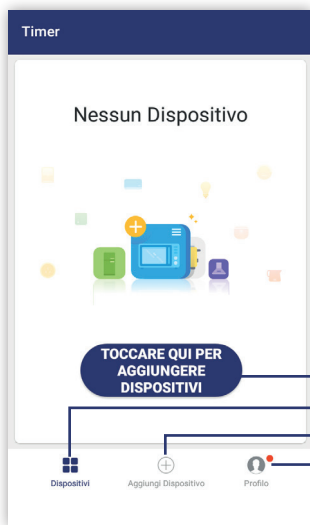 Timer
Nessun Dispositivo
TOCCARE QUI PER
AGGIUNGERE
DISPOSITIVI
Dispositivi
Aggiungi Dispositivo
Profilo